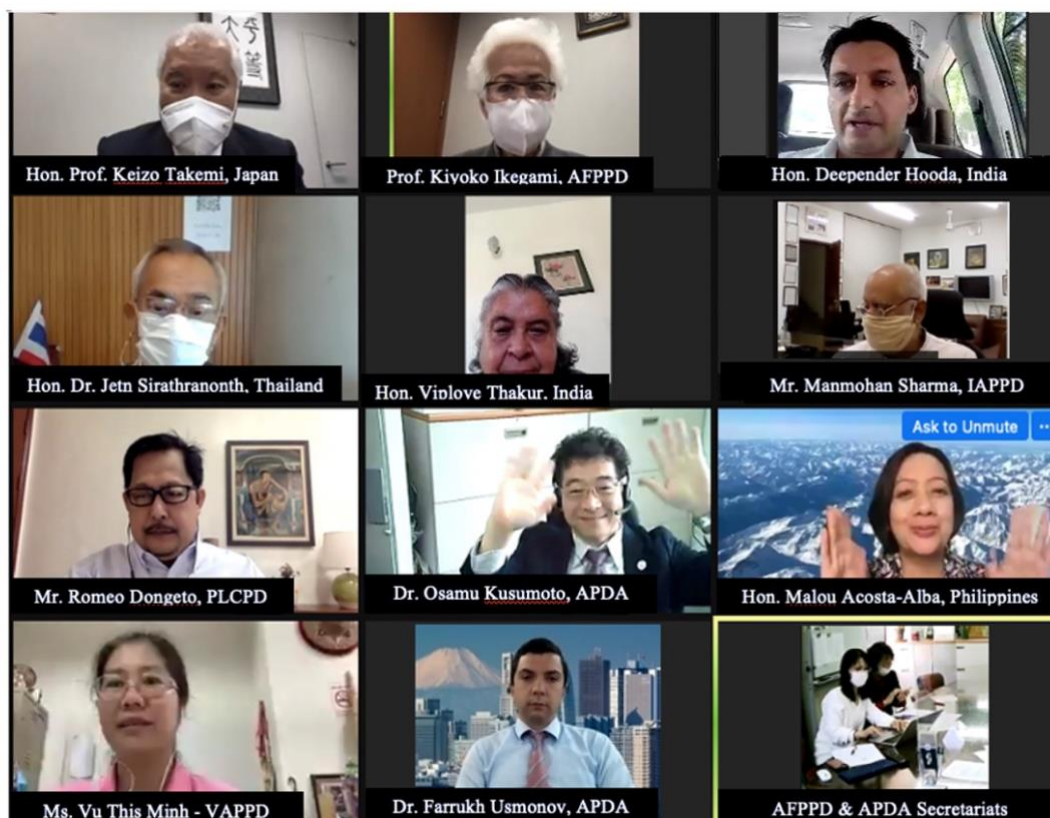 Hon. Prof. Keizo Takemi, Japan
Prof. Kiyoko Ikegami, AFPPD
Hon. Deepender Hooda, India
Hon. Dr. Jetn Sirathranonth, Thailand
Hon. Viplove Thakur, India
Mr. Manmohan Sharma, IAPPD
Ask to Unmute
Mr. Romeo Dongeto, PLCPD
Dr. Osamu Kusumoto, APDA
Hon. Malou Acosta-Alba, Philippines
Ms. Vu This Minh - VAPPD
Dr. Farrukh Usmonov, APDA
AFPPD & APDA Secretariats